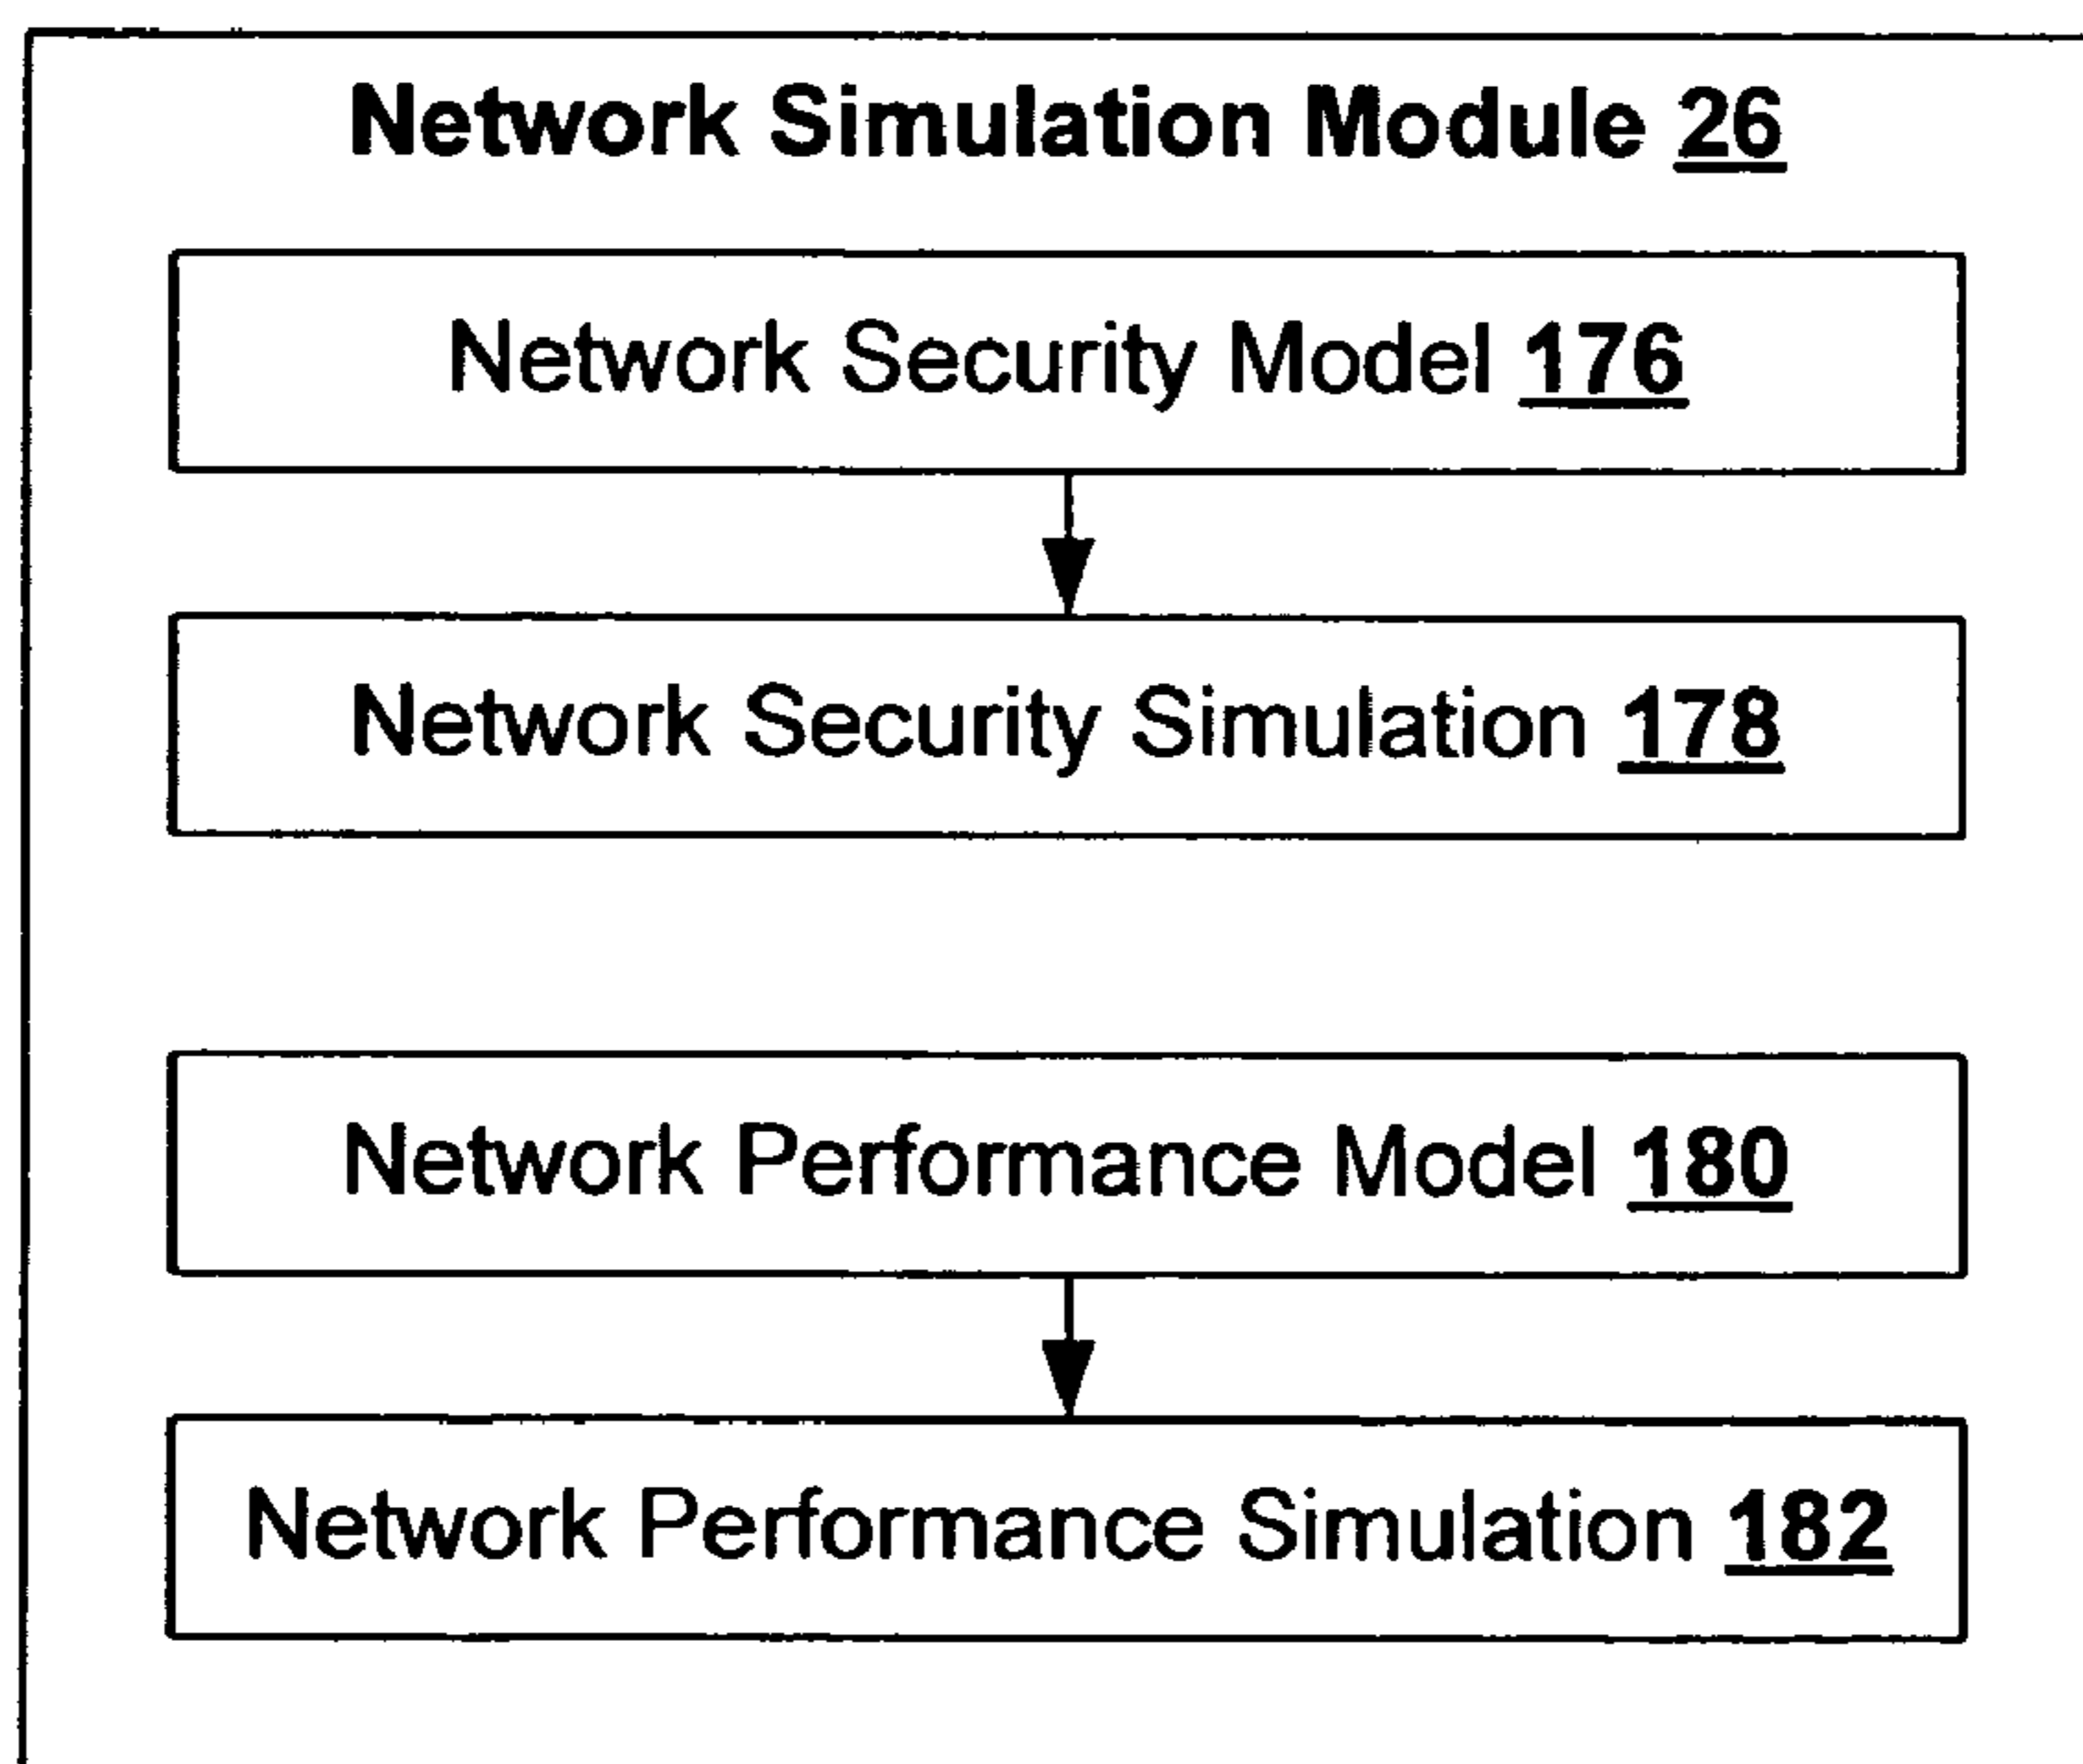 Network Simulation Module 26
Network Security Model 176
Network Security Simulation 178
Network Performance Model 180
Network Performance Simulation 182